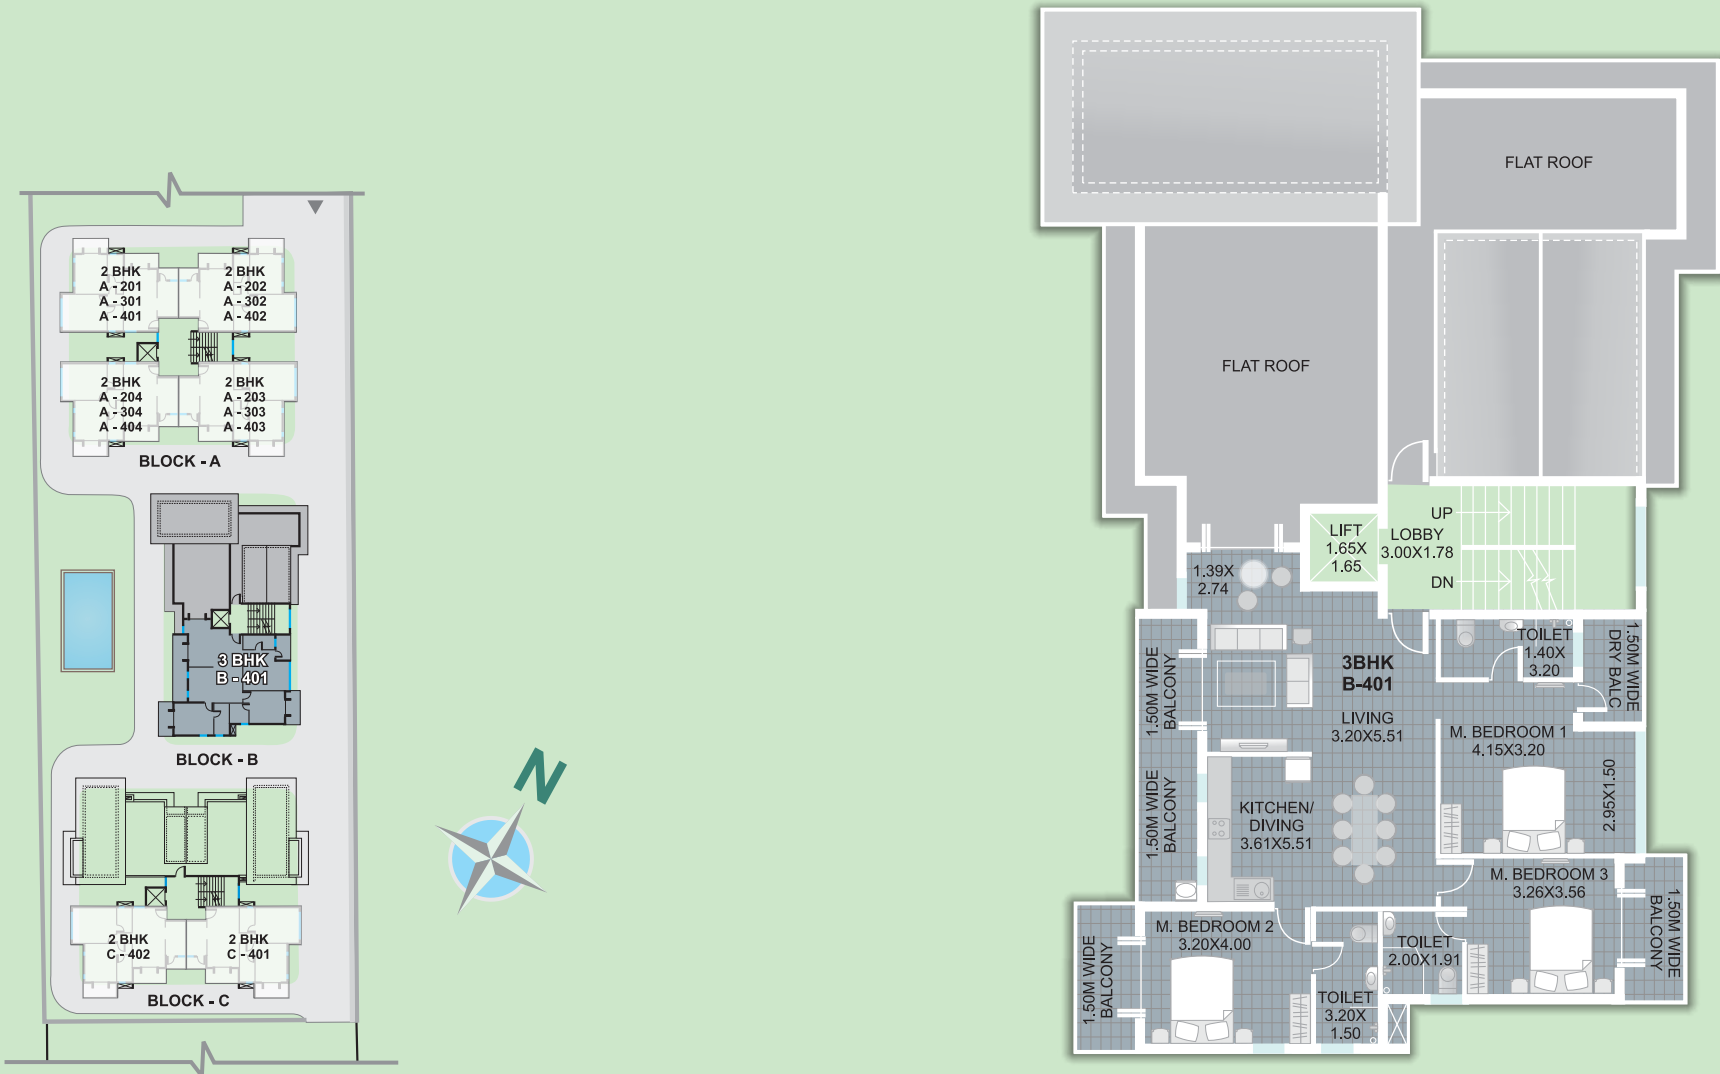 2 BHK
A - 201
A - 301
A - 401
2 BHK
A - 202
A - 302
A - 402
2 BHK
A - 204
A - 304
A - 404
2 BHK
A - 203
A - 303
A - 403
BLOCK - A
3 BHK
B - 401
BLOCK - B
2 BHK
C - 402
2 BHK
C - 401
BLOCK - C
N
FLAT ROOF
FLAT ROOF
LIFT
1.65X
1.65
UP
LOBBY
3.00X1.78
DN
1.39X
2.74
TOILET
1.40X
3.20
1.50M WIDE
DRY BALC
3BHK
B-401
1.50M WIDE
BALCONY
LIVING
3.20X5.51
M. BEDROOM 1
4.15X3.20
2.95X1.50
1.50M WIDE
BALCONY
KITCHEN/
DIVING
3.61X5.51
M. BEDROOM 3
3.26X3.56
1.50M WIDE
BALCONY
M. BEDROOM 2
3.20X4.00
TOILET
2.00X1.91
1.50M WIDE
BALCONY
TOILET
3.20X
1.50